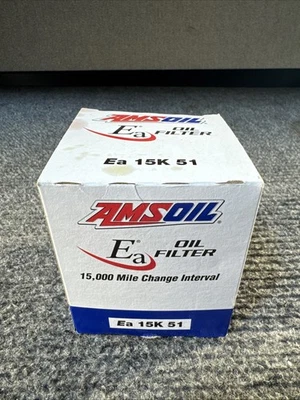 AMSOIL
Ea® OIL
FILTER
Ea 15K 51
AMSOIL®
Ea® OIL
FILTER
15,000 Mile Change Interval
Ea 15K 51